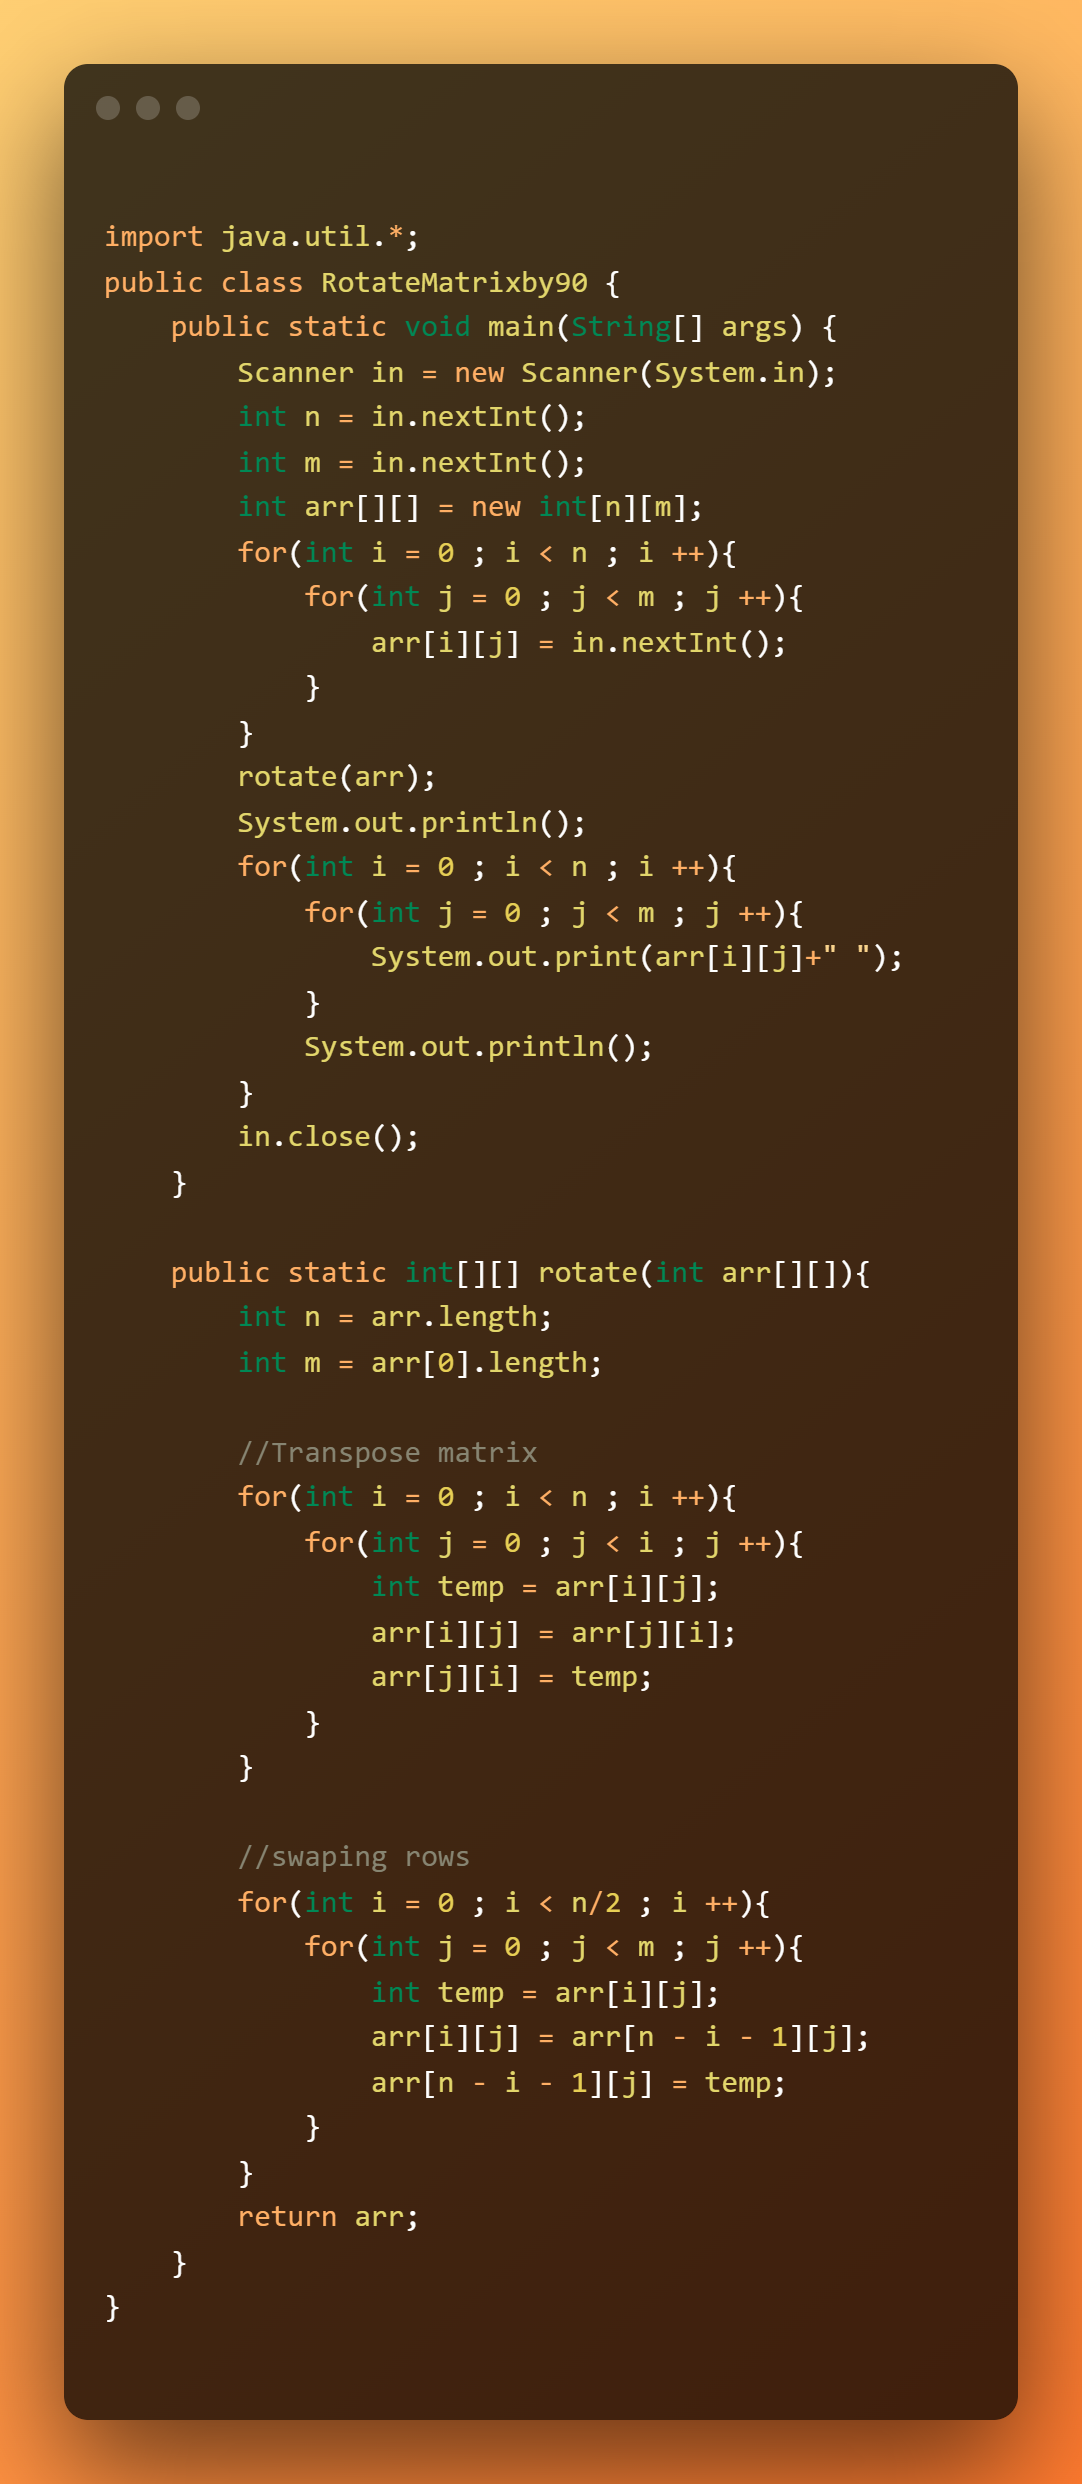 import java.util.*;
public class RotateMatrixby90 {
    public static void main(String[] args) {
        Scanner in = new Scanner(System.in);
        int n = in.nextInt();
        int m = in.nextInt();
        int arr[][] = new int[n][m];
        for(int i = 0 ; i < n ; i ++){
            for(int j = 0 ; j < m ; j ++){
                arr[i][j] = in.nextInt();
            }
        }
        rotate(arr);
        System.out.println();
        for(int i = 0 ; i < n ; i ++){
            for(int j = 0 ; j < m ; j ++){
                System.out.print(arr[i][j]+" ");
            }
            System.out.println();
        }
        in.close();
    }

    public static int[][] rotate(int arr[][]){
        int n = arr.length;
        int m = arr[0].length;

        //Transpose matrix
        for(int i = 0 ; i < n ; i ++){
            for(int j = 0 ; j < i ; j ++){
                int temp = arr[i][j];
                arr[i][j] = arr[j][i];
                arr[j][i] = temp;
            }
        }

        //swaping rows
        for(int i = 0 ; i < n/2 ; i ++){
            for(int j = 0 ; j < m ; j ++){
                int temp = arr[i][j];
                arr[i][j] = arr[n - i - 1][j];
                arr[n - i - 1][j] = temp;
            }
        }
        return arr;
    }
}